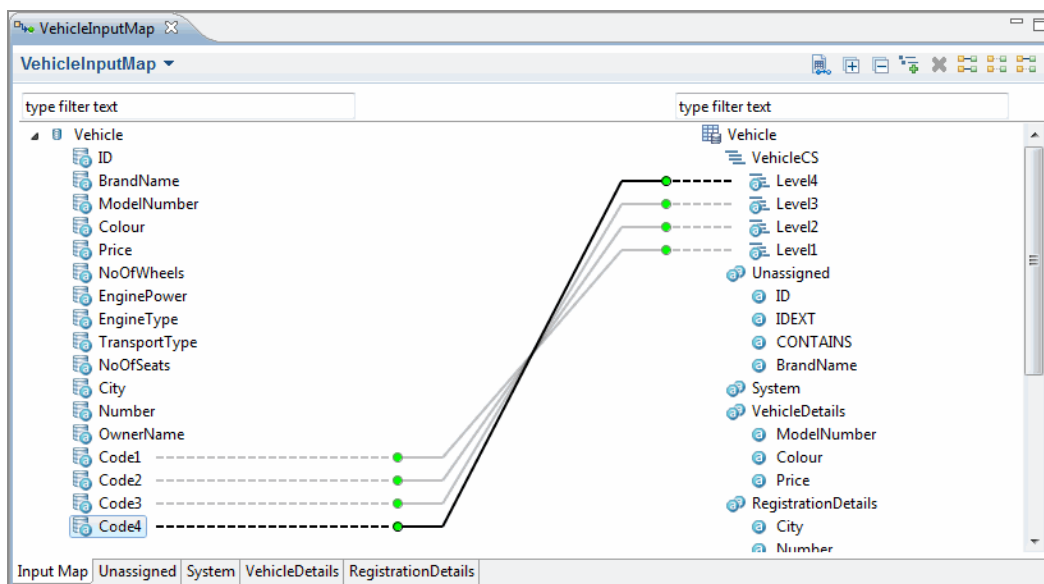 VehicleInputMap
VehicleInputMap
type filter text
type filter text
Vehicle
ID
BrandName
ModelNumber
Colour
Price
NoOfWheels
EnginePower
EngineType
TransportType
NoOfSeats
City
Number
OwnerName
Code1
Code2
Code3
Code4
Vehicle
VehicleCS
Level4
Level3
Level2
Level1
Unassigned
ID
IDEXT
CONTAINS
BrandName
System
VehicleDetails
ModelNumber
Colour
Price
RegistrationDetails
City
Number
Input Map Unassigned System VehicleDetails RegistrationDetails